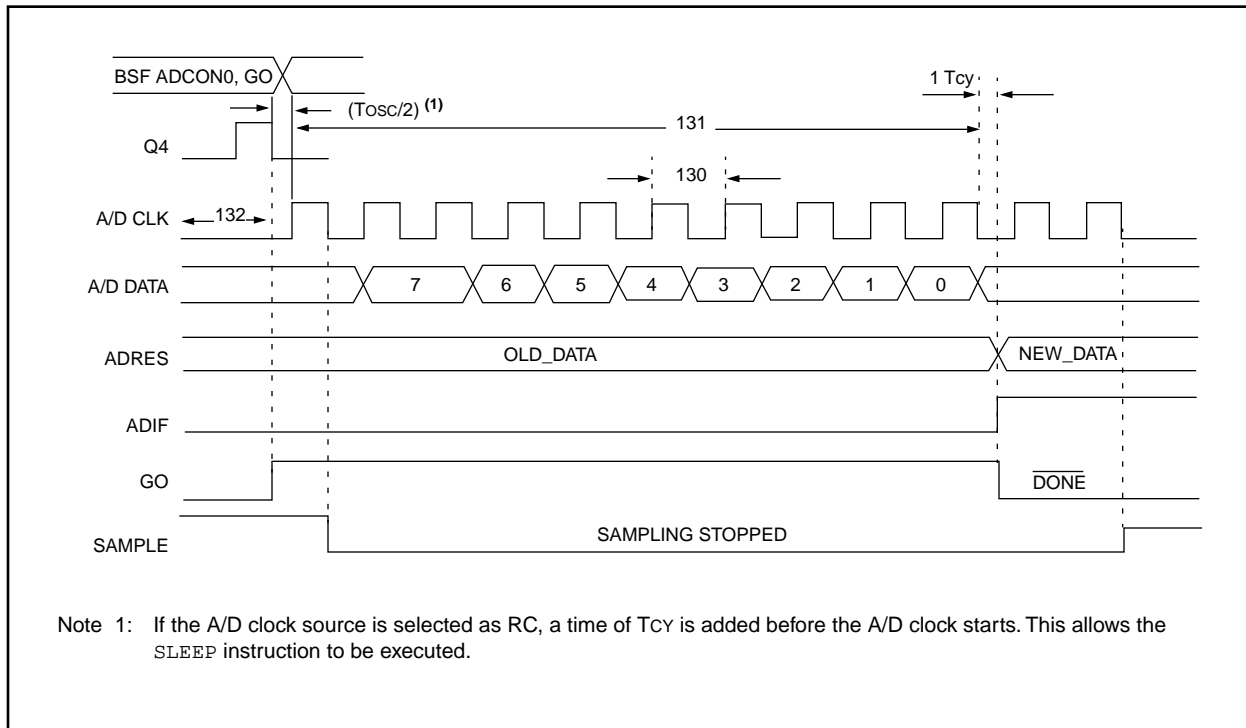 BSF ADCON0, GO
1 Tcy
(TOSC/2) (1)
131
Q4
130
A/D CLK
132
A/D DATA
7 6 5 4 3 2 1 0
ADRES
OLD_DATA
NEW_DATA
ADIF
GO
DONE
SAMPLE
SAMPLING STOPPED
Note 1: If the A/D clock source is selected as RC, a time of TCY is added before the A/D clock starts. This allows the
SLEEP instruction to be executed.